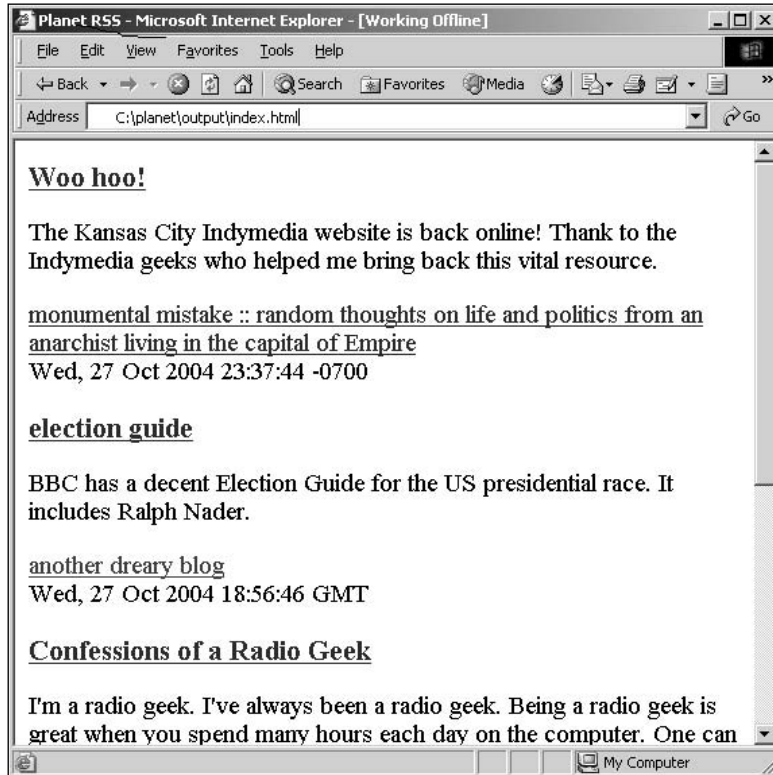 Planet RSS - Microsoft Internet Explorer - [Working Offline]
File Edit View Favorites Tools Help
Back Search Favorites Media »
Address C:\planet\output\index.html Go
Woo hoo!
The Kansas City Indymedia website is back online! Thank to the
Indymedia geeks who helped me bring back this vital resource.
monumental mistake :: random thoughts on life and politics from an
anarchist living in the capital of Empire
Wed, 27 Oct 2004 23:37:44 -0700
election guide
BBC has a decent Election Guide for the US presidential race. It
includes Ralph Nader.
another dreary blog
Wed, 27 Oct 2004 18:56:46 GMT
Confessions of a Radio Geek
I'm a radio geek. I've always been a radio geek. Being a radio geek is
great when you spend many hours each day on the computer. One can
My Computer